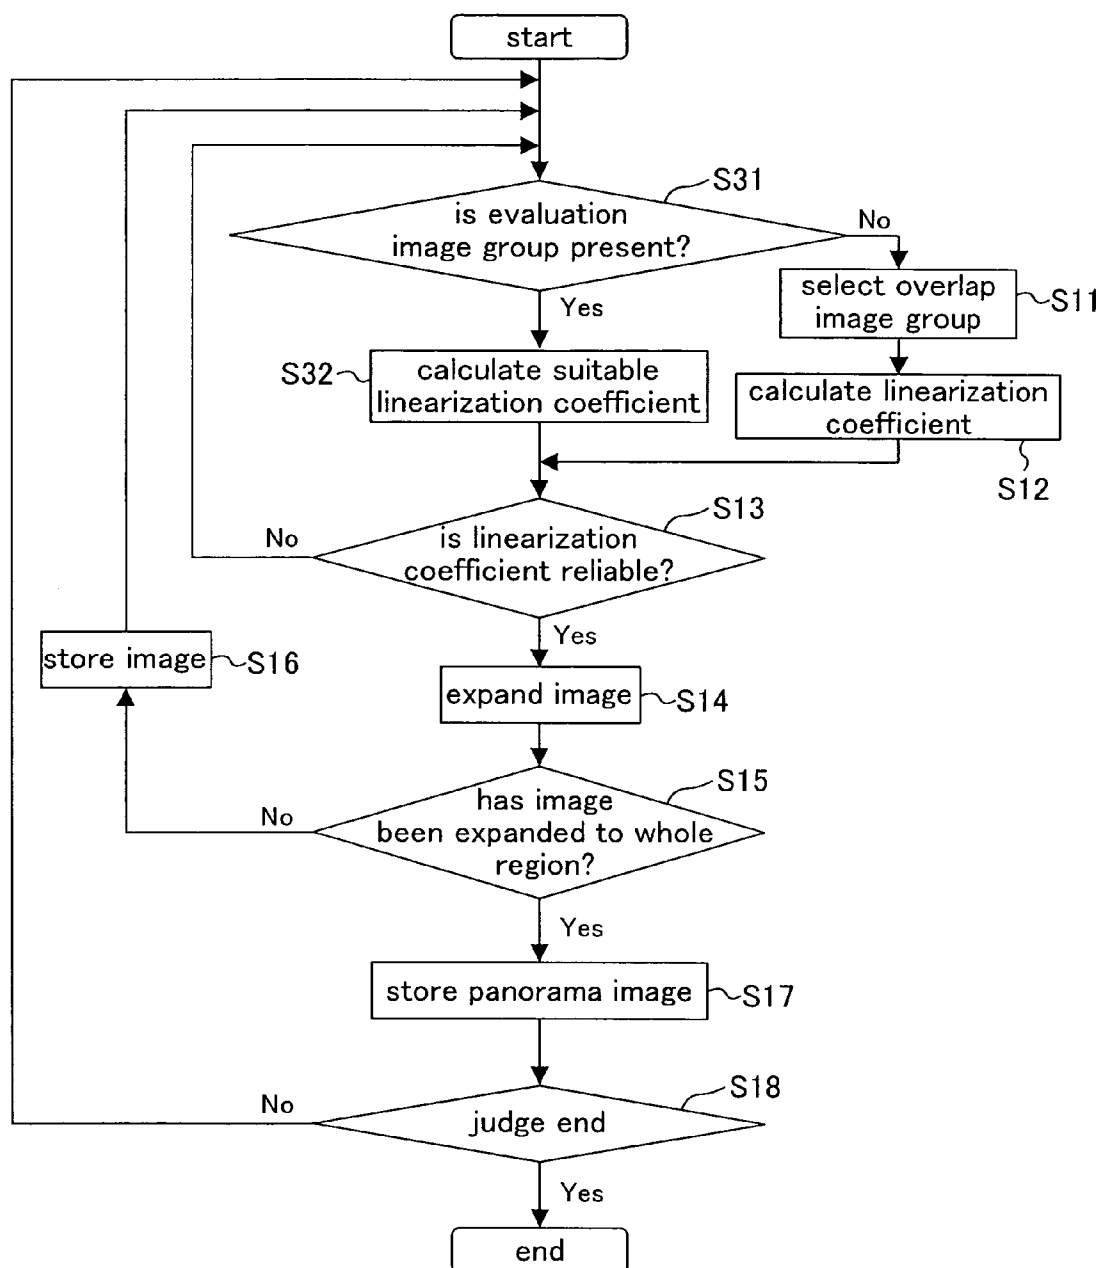 start
S31
is evaluation
image group present?
No
Yes
select overlap
image group
S11
S32
calculate suitable
linearization coefficient
calculate linearization
coefficient
S12
S13
is linearization
coefficient reliable?
No
Yes
store image
S16
expand image
S14
S15
has image
been expanded to whole
region?
No
Yes
store panorama image
S17
S18
judge end
No
Yes
end